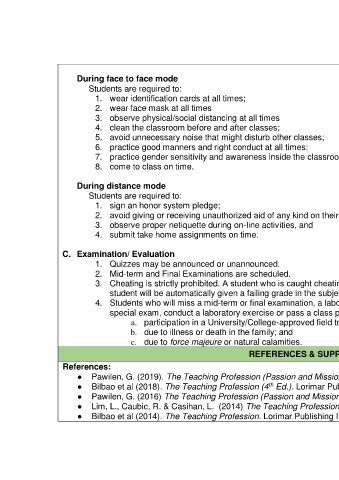 During face to face mode
Students are required to:
1. wear identification cards at all times;
2. wear face mask at all times
3. observe physical/social distancing at all times
4. clean the classroom before and after classes;
5. avoid unnecessary noise that might disturb other classes;
6. practice good manners and right conduct at all times;
7. practice gender sensitivity and awareness inside the classroo
8. come to class on time.
During distance mode
Students are required to:
1. sign an honor system pledge;
2. avoid giving or receiving unauthorized aid of any kind on their
3. observe proper netiquette during on-line activities, and
4. submit take home assignments on time.
C. Examination/ Evaluation
1. Quizzes may be announced or unannounced.
2. Mid-term and Final Examinations are scheduled.
3. Cheating is strictly prohibited. A student who is caught cheatin
student will be automatically given a failing grade in the subje
4. Students who will miss a mid-term or final examination, a labo
special exam, conduct a laboratory exercise or pass a class p
a. participation in a University/College-approved field tr
b. due to illness or death in the family; and
c. due to force majeure or natural calamities.
REFERENCES & SUPP
References:
● Pawilen, G. (2019). The Teaching Profession (Passion and Missio
● Bilbao et al (2018). The Teaching Profession (4th Ed.). Lorimar Pub
● Pawilen, G. (2016) The Teaching Profession (Passion and Mission
● Lim, L., Caubic, R. & Casihan, L. (2014) The Teaching Profession
● Bilbao et al (2014). The Teaching Profession. Lorimar Publishing I